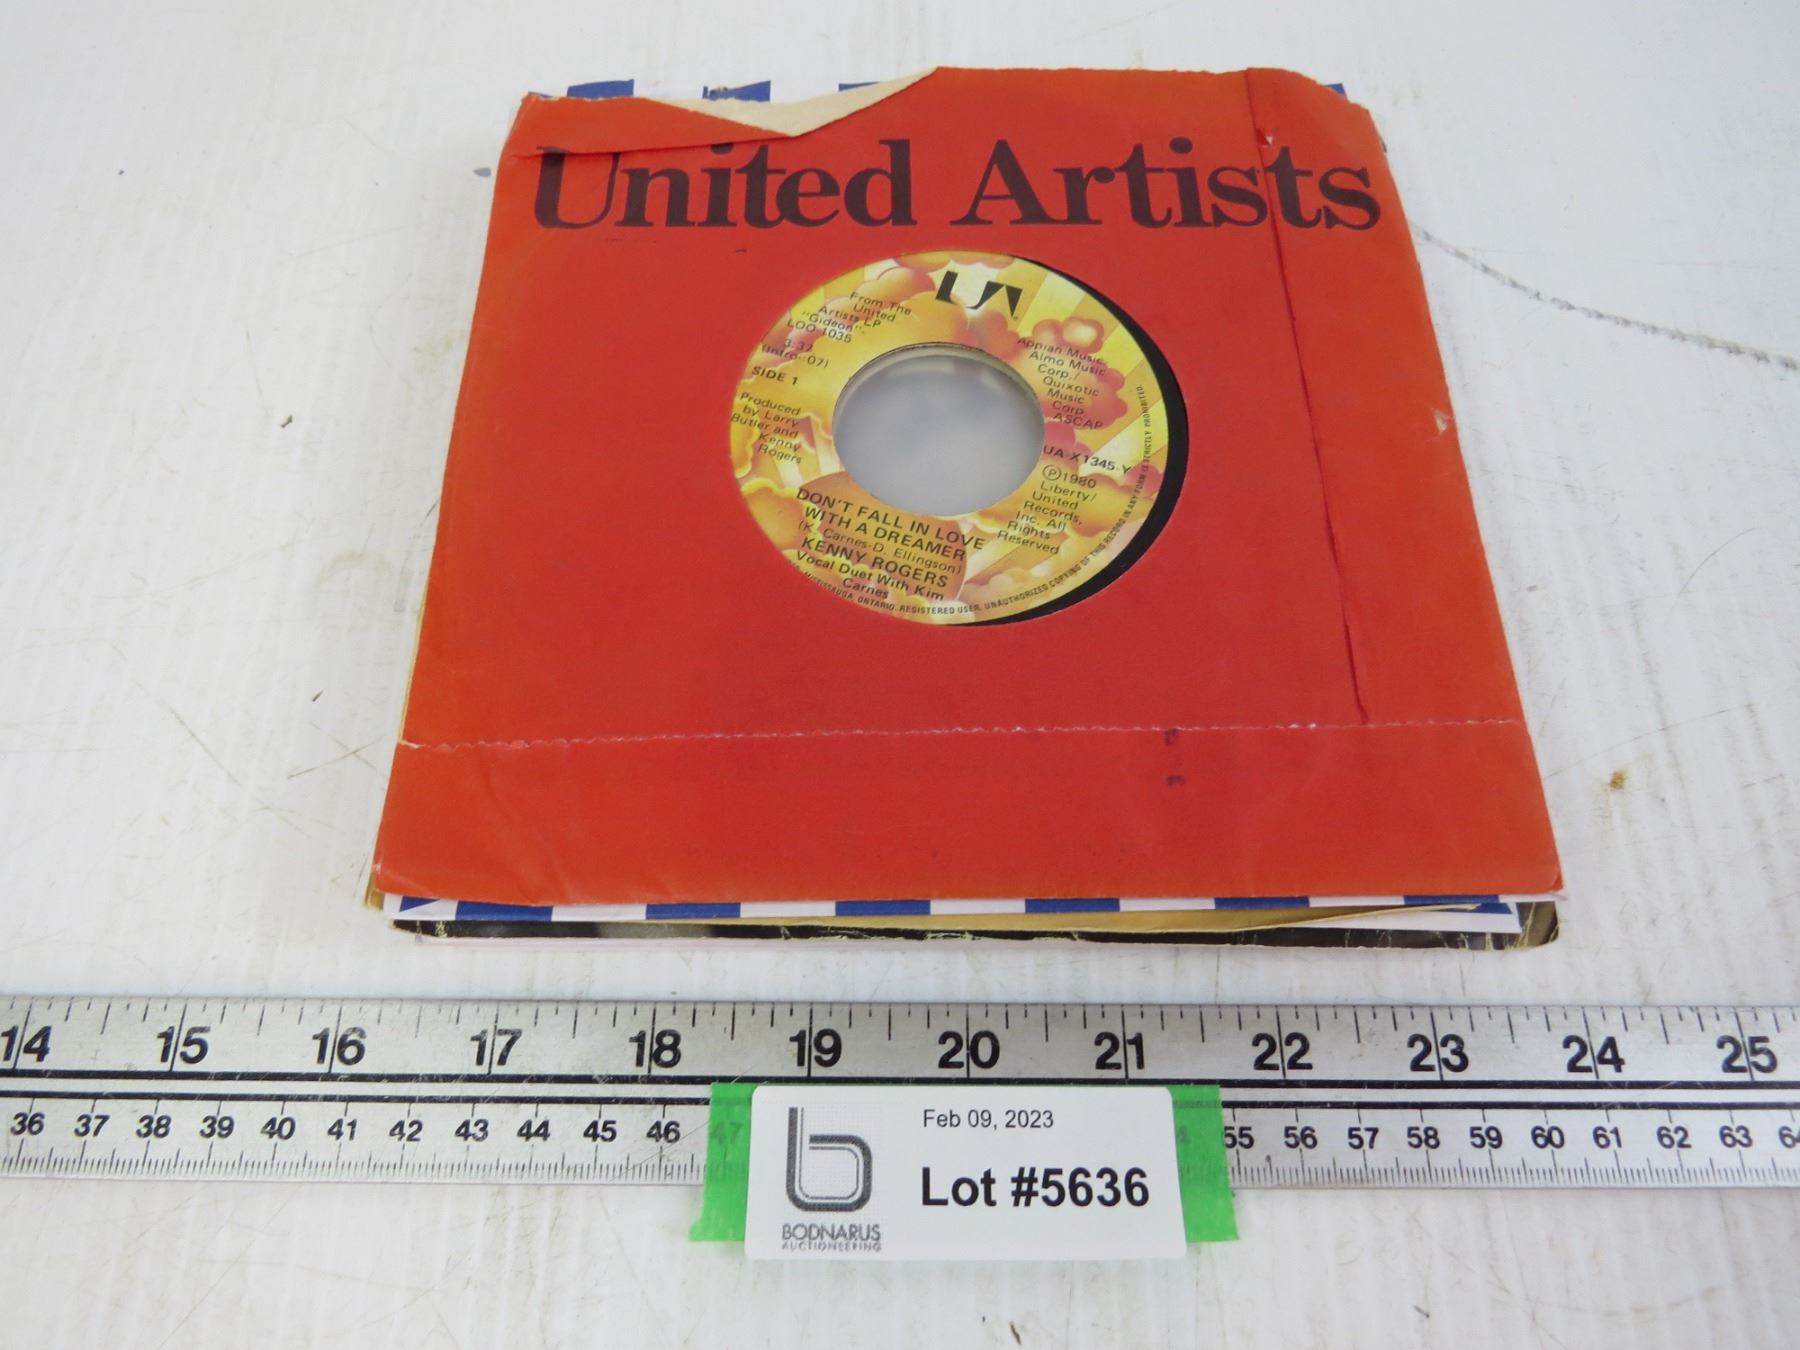 United Artists
UA
From The
United
Artists LP
"Gideon"
LOO-1035
3:37
(Intro-:07)
SIDE 1
Produced
by Larry
Butler and
Kenny
Rogers
Appian Music,
Almo Music
Corp./
Quixotic
Music
Corp
ASCAP
UA-X1345-Y
Ⓟ1980
Liberty/
United
Records,
Inc. All
Rights
Reserved
DON'T FALL IN LOVE
WITH A DREAMER
(K. Carnes-D. Ellingson)
KENNY ROGERS
Vocal Duet With Kim
Carnes
MISSISSAUGA, ONTARIO. REGISTERED USER. UNAUTHORIZED COPYING OF THIS RECORD IN ANY FORM IS STRICTLY PROHIBITED.
14 15 16 17 18 19 20 21 22 23 24 25
36 37 38 39 40 41 42 43 44 45 46 47 55 56 57 58 59 60 61 62 63 64
Feb 09, 2023
Lot #5636
BODNARUS
AUCTIONEERING